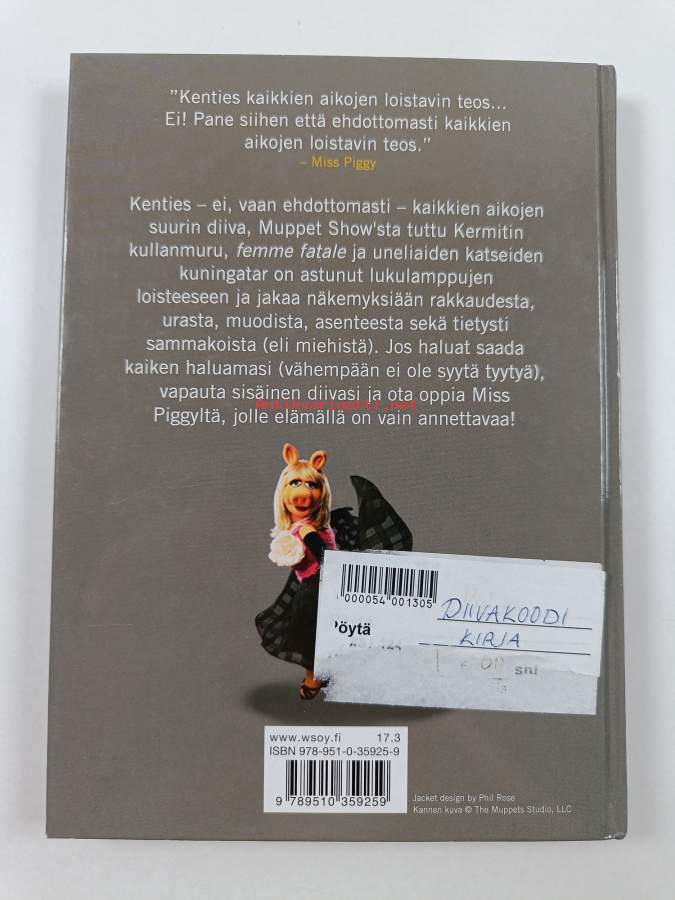 ”Kenties kaikkien aikojen loistavin teos...
Ei! Pane siihen että ehdottomasti kaikkien
aikojen loistavin teos.”
– Miss Piggy
Kenties – ei, vaan ehdottomasti – kaikkien aikojen
suurin diiva, Muppet Show'sta tuttu Kermitin
kullanmuru, femme fatale ja uneliaiden katseiden
kuningatar on astunut lukulamppujen
loisteeseen ja jakaa näkemyksiään rakkaudesta,
urasta, muodista, asenteesta sekä tietysti
sammakoista (eli miehistä). Jos haluat saada
kaiken haluamasi (vähempään ei ole syytä tyytyä),
vapauta sisäinen diivasi ja ota oppia Miss
Antikvariaatti.net
Piggyltä, jolle elämällä on vain annettavaa!
000054 001305
DIIVAKOODI
Pöytä
KIRJA
snt
www.wsoy.fi 17.3
ISBN 978-951-0-35925-9
9 789510 359259
Jacket design by Phil Rose
Kannen kuva © The Muppets Studio, LLC